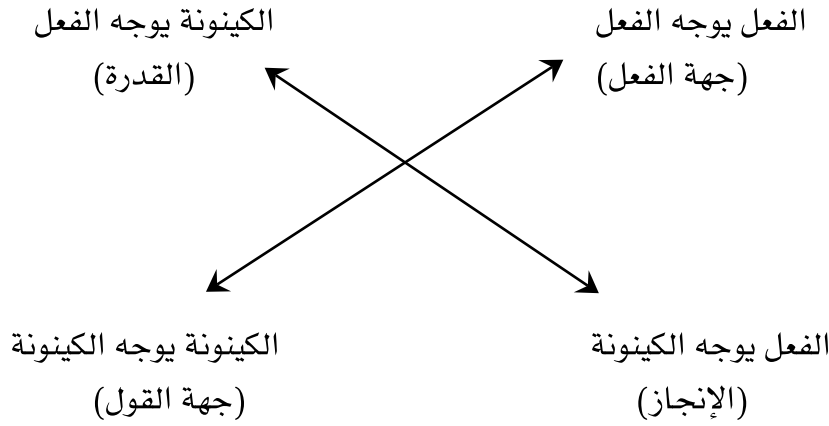 الفعل يوجه الفعل
(جهة الفعل)
الكينونة يوجه الفعل
(القدرة)
الفعل يوجه الكينونة
(الإنجاز)
الكينونة يوجه الكينونة
(جهة القول)